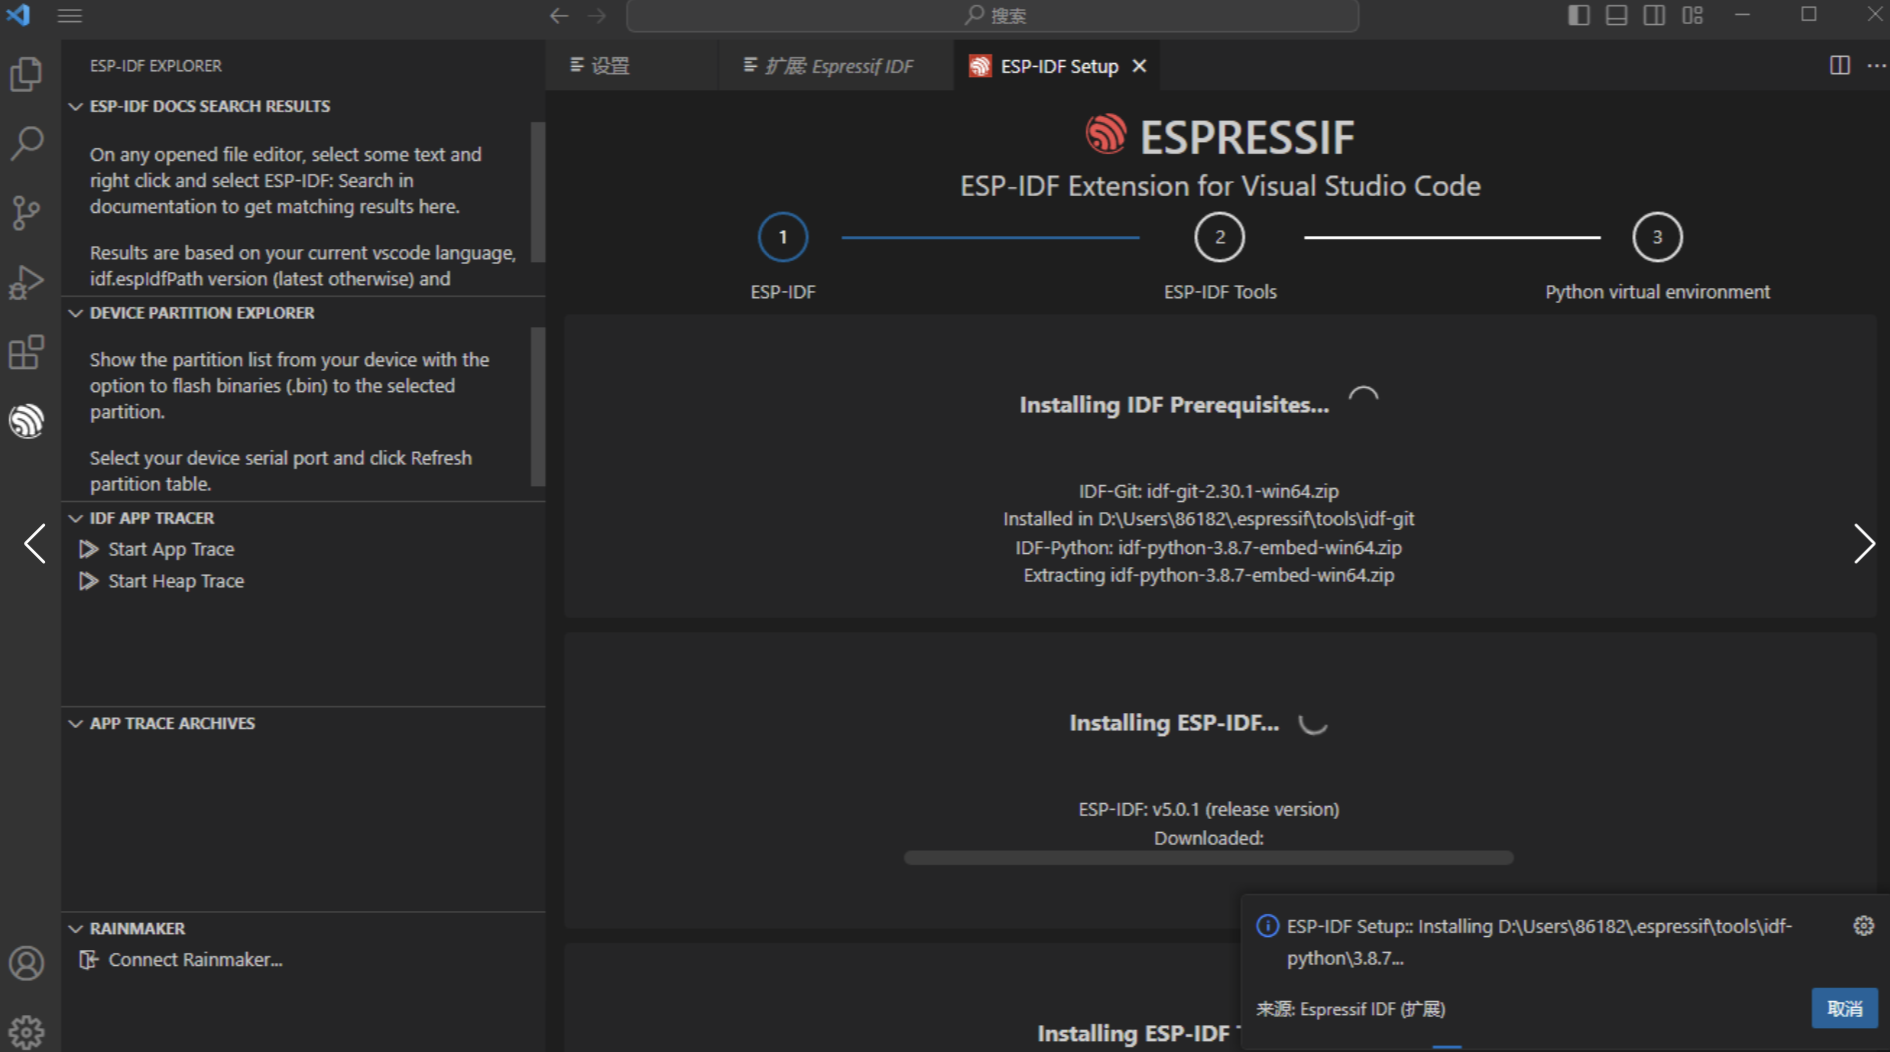 搜索
ESP-IDF EXPLORER
ESP-IDF DOCS SEARCH RESULTS
On any opened file editor, select some text and
right click and select ESP-IDF: Search in
documentation to get matching results here.
Results are based on your current vscode language,
idf.espIdfPath version (latest otherwise) and
DEVICE PARTITION EXPLORER
Show the partition list from your device with the
option to flash binaries (.bin) to the selected
partition.
Select your device serial port and click Refresh
partition table.
IDF APP TRACER
Start App Trace
Start Heap Trace
APP TRACE ARCHIVES
RAINMAKER
Connect Rainmaker...
设置
扩展: Espressif IDF
ESP-IDF Setup
ESPRESSIF
ESP-IDF Extension for Visual Studio Code
1
2
3
ESP-IDF
ESP-IDF Tools
Python virtual environment
Installing IDF Prerequisites...
IDF-Git: idf-git-2.30.1-win64.zip
Installed in D:\Users\86182\.espressif\tools\idf-git
IDF-Python: idf-python-3.8.7-embed-win64.zip
Extracting idf-python-3.8.7-embed-win64.zip
Installing ESP-IDF...
ESP-IDF: v5.0.1 (release version)
Downloaded:
Installing ESP-IDF
ESP-IDF Setup:: Installing D:\Users\86182\.espressif\tools\idf-
python\3.8.7...
来源: Espressif IDF (扩展)
取消